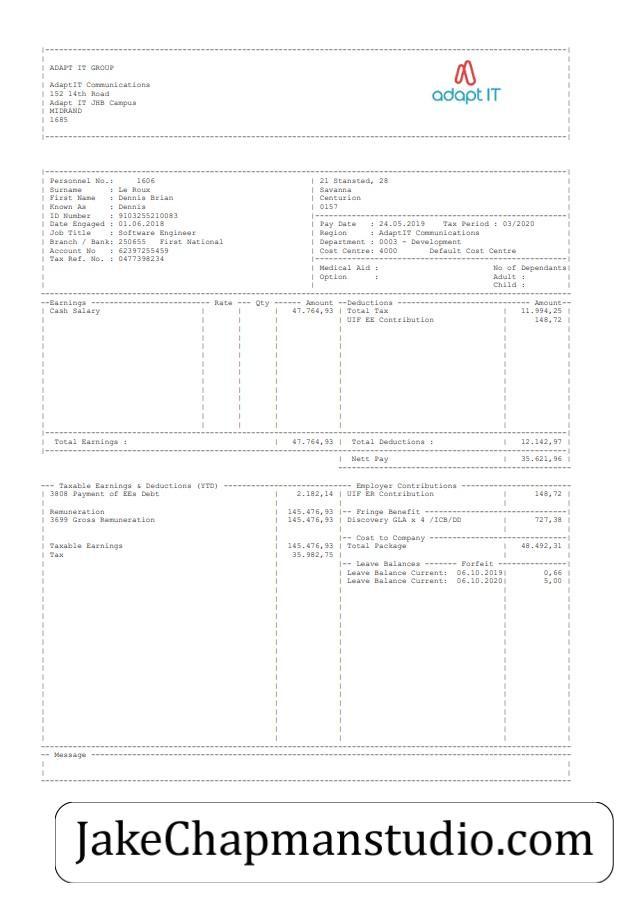 ADAPT IT GROUP
adapt IT
AdaptIT Communications
152 14th Road
Adapt IT JHB Campus
MIDRAND
1685
Personnel No.: 1606
Surname : Le Roux
First Name : Dennis Brian
Known As : Dennis
ID Number : 9103255210083
Date Engaged : 01.06.2018
Job Title : Software Engineer
Branch / Bank: 250655 First National
Account No : 62397255459
Tax Ref. No. : 0477398234
21 Stansted, 28
Savanna
Centurion
0157
Pay Date : 24.05.2019 Tax Period : 03/2020
Region : AdaptIT Communications
Department : 0003 - Development
Cost Centre: 4000 Default Cost Centre
Medical Aid : No of Dependants
Option : Adult :
Child :
Earnings Rate Qty Amount Deductions Amount
Cash Salary 47.764,93 Total Tax 11.994,25
UIF EE Contribution 148,72
Total Earnings : 47.764,93 Total Deductions : 12.142,97
Nett Pay 35.621,96
Taxable Earnings & Deductions (YTD) Employer Contributions
3808 Payment of EEs Debt 2.182,14 UIF ER Contribution 148,72
Remuneration 145.476,93 Fringe Benefit
3699 Gross Remuneration 145.476,93 Discovery GLA x 4 /ICB/DD 727,38
Cost to Company
Taxable Earnings 145.476,93 Total Package 48.492,31
Tax 35.982,75
Leave Balances Forfeit
Leave Balance Current: 06.10.2019 0,66
Leave Balance Current: 06.10.2020 5,00
Message
JakeChapmanstudio.com